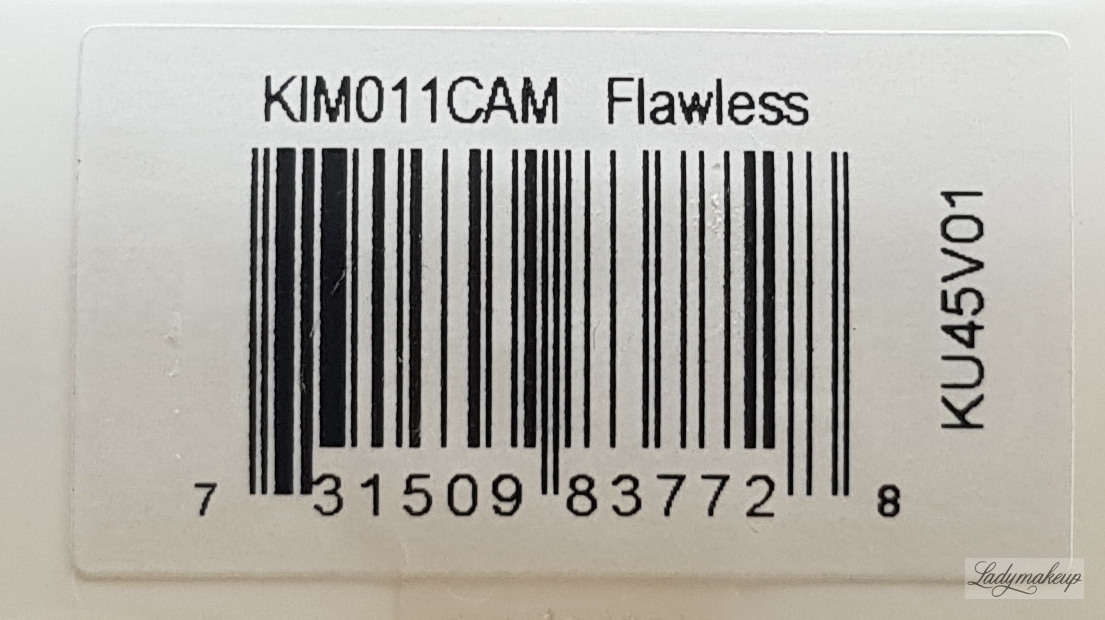 KIM011CAM Flawless
7 31509 83772 8
KU45V01
Ladymakeup